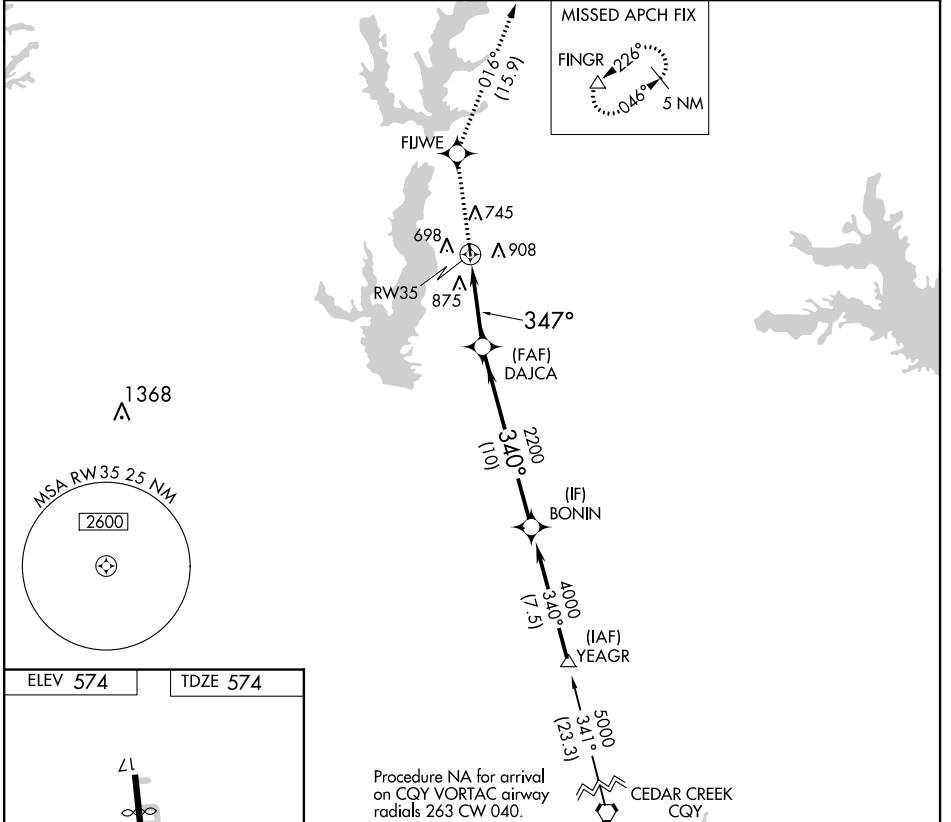 MISSED APCH FIX
FINGR
226°
046°
5 NM
016°
(15.9)
FIJWE
745
698
908
RW35
875
347°
(FAF)
DAJCA
1368
2200
340°
(10)
MSA RW35 25 NM
2600
(IF)
BONIN
4000
340°
(7.5)
(IAF)
YEAGR
ELEV 574
TDZE 574
5000
341°
(23.3)
17
Procedure NA for arrival
on CQY VORTAC airway
radials 263 CW 040.
CEDAR CREEK
CQY